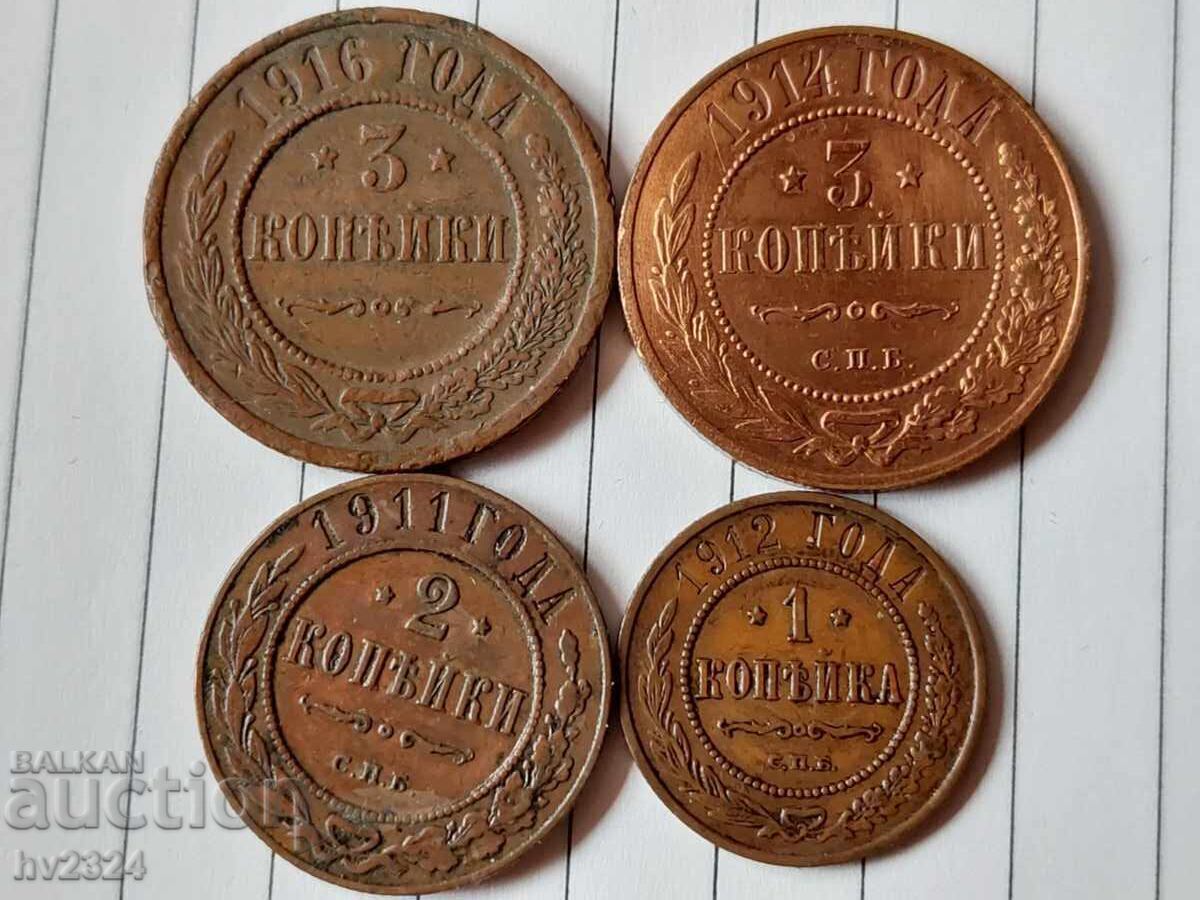 1916 ГОДА
3
КОПѢЙКИ
1914 ГОДА
3
КОПѢЙКИ
С.П.Б.
1911 ГОДА
2
КОПѢЙКИ
С.П.Б.
1912 ГОДА
1
КОПѢЙКА
С.П.Б.
BALKAN
auction
hv2324